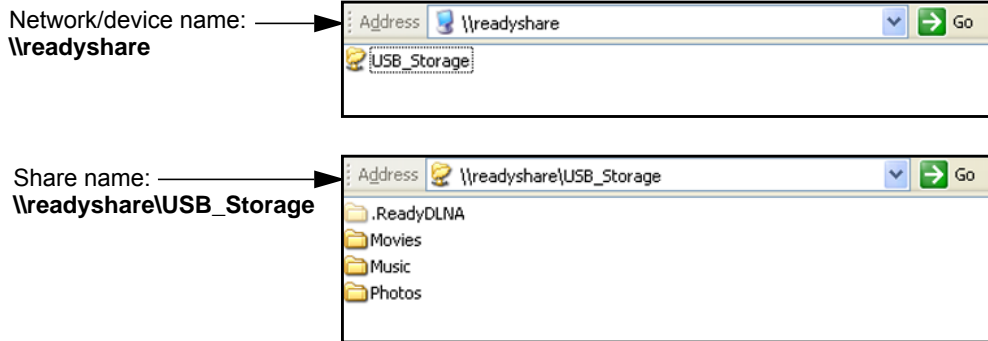 Network/device name:
\\readyshare
Address \\readyshare Go
USB_Storage
Share name:
\\readyshare\USB_Storage
Address \\readyshare\USB_Storage Go
.ReadyDLNA
Movies
Music
Photos